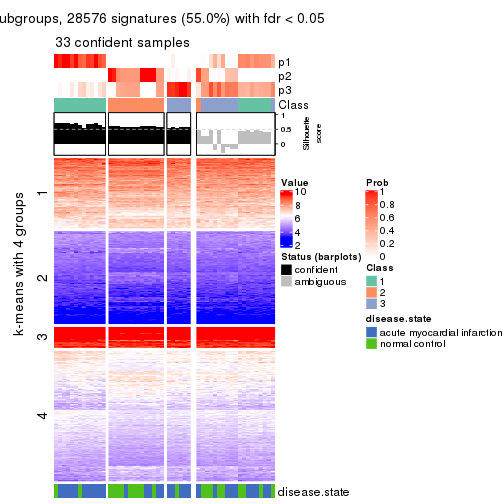 ubgroups, 28576 signatures (55.0%) with fdr < 0.05
33 confident samples
p1
p2
p3
Class
1
0.5
0
Silhouette
score
k-means with 4 groups
1
2
3
4
Value
10
8
6
4
2
Status (barplots)
confident
ambiguous
Prob
1
0.8
0.6
0.4
0.2
0
Class
1
2
3
disease.state
acute myocardial infarction
normal control
disease.state